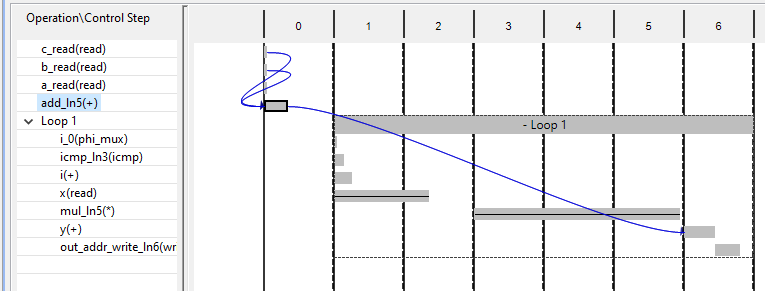 Operation\Control Step
0 1 2 3 4 5 6
c_read(read)
b_read(read)
a_read(read)
add_ln5(+)
Loop 1
- Loop 1
i_0(phi_mux)
icmp_ln3(icmp)
i(+)
x(read)
mul_ln5(*)
y(+)
out_addr_write_ln6(wr